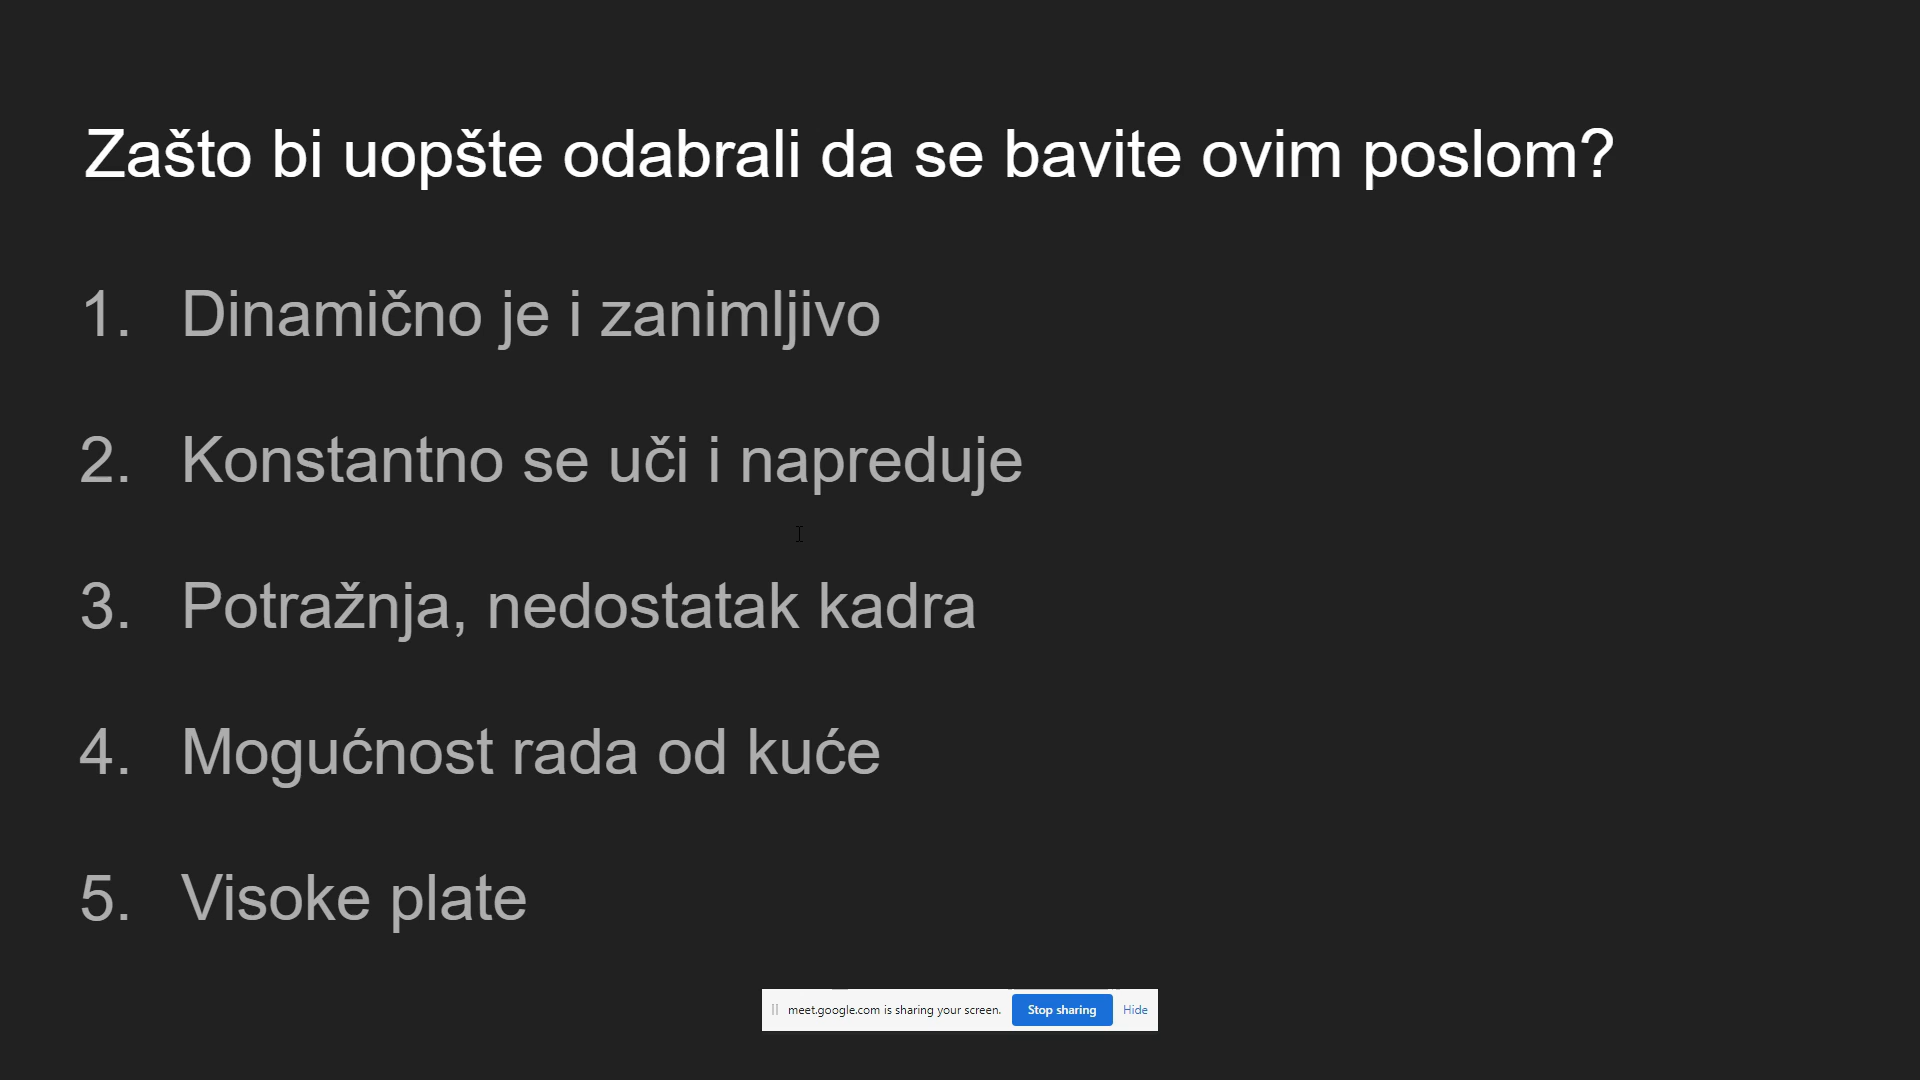 Zašto bi uopšte odabrali da se bavite ovim poslom?
1. Dinamično je i zanimljivo
2. Konstantno se uči i napreduje
3. Potražnja, nedostatak kadra
4. Mogućnost rada od kuće
5. Visoke plate
meet.google.com is sharing your screen. Stop sharing Hide